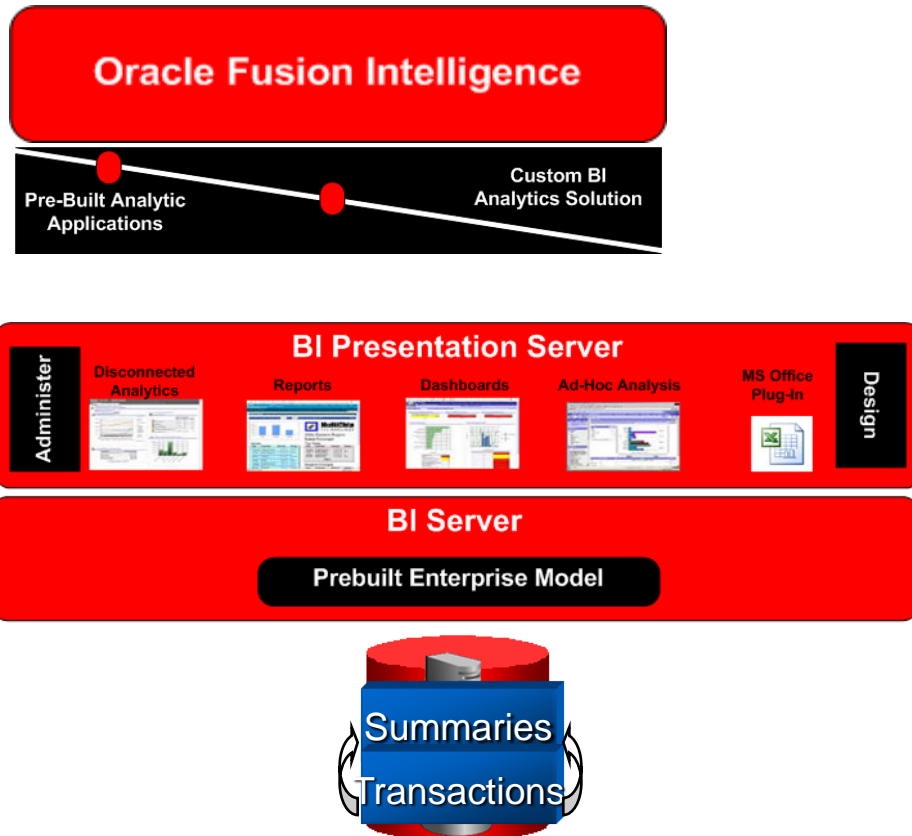 Oracle Fusion Intelligence
Pre-Built Analytic
Applications
Custom BI
Analytics Solution
BI Presentation Server
Administer
Disconnected
Analytics
Reports
Dashboards
Ad-Hoc Analysis
MS Office
Plug-In
Design
BI Server
Prebuilt Enterprise Model
Summaries
Transactions